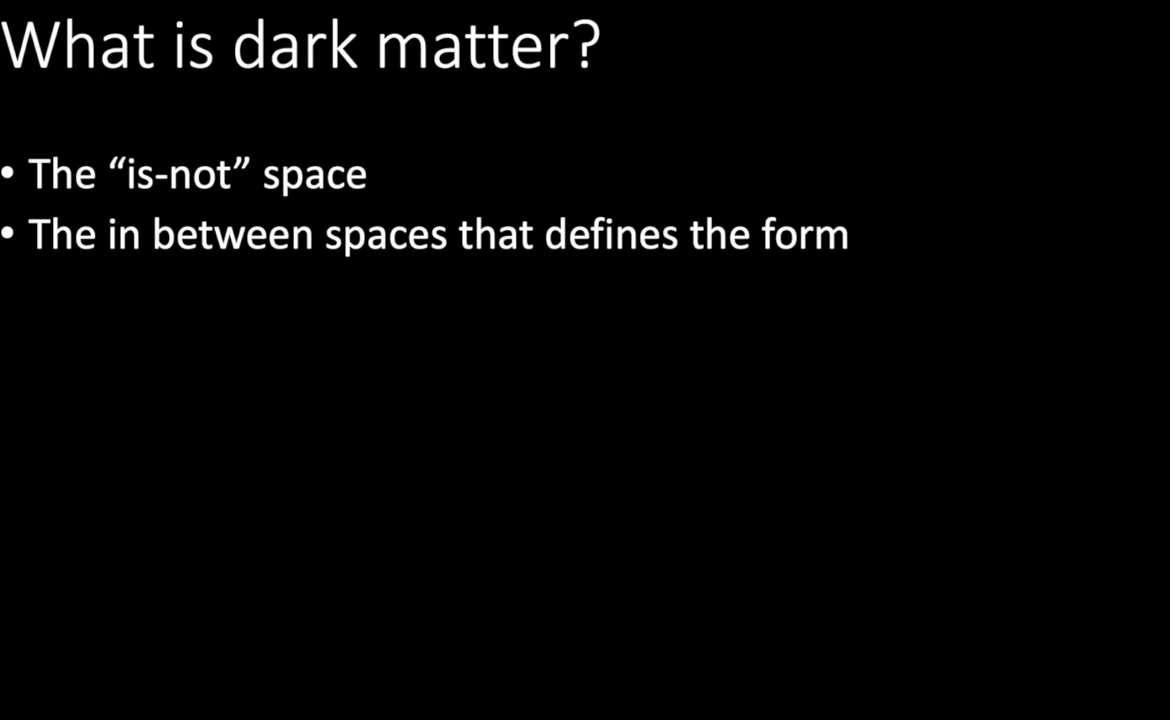 What is dark matter?
• The “is-not” space
• The in between spaces that defines the form